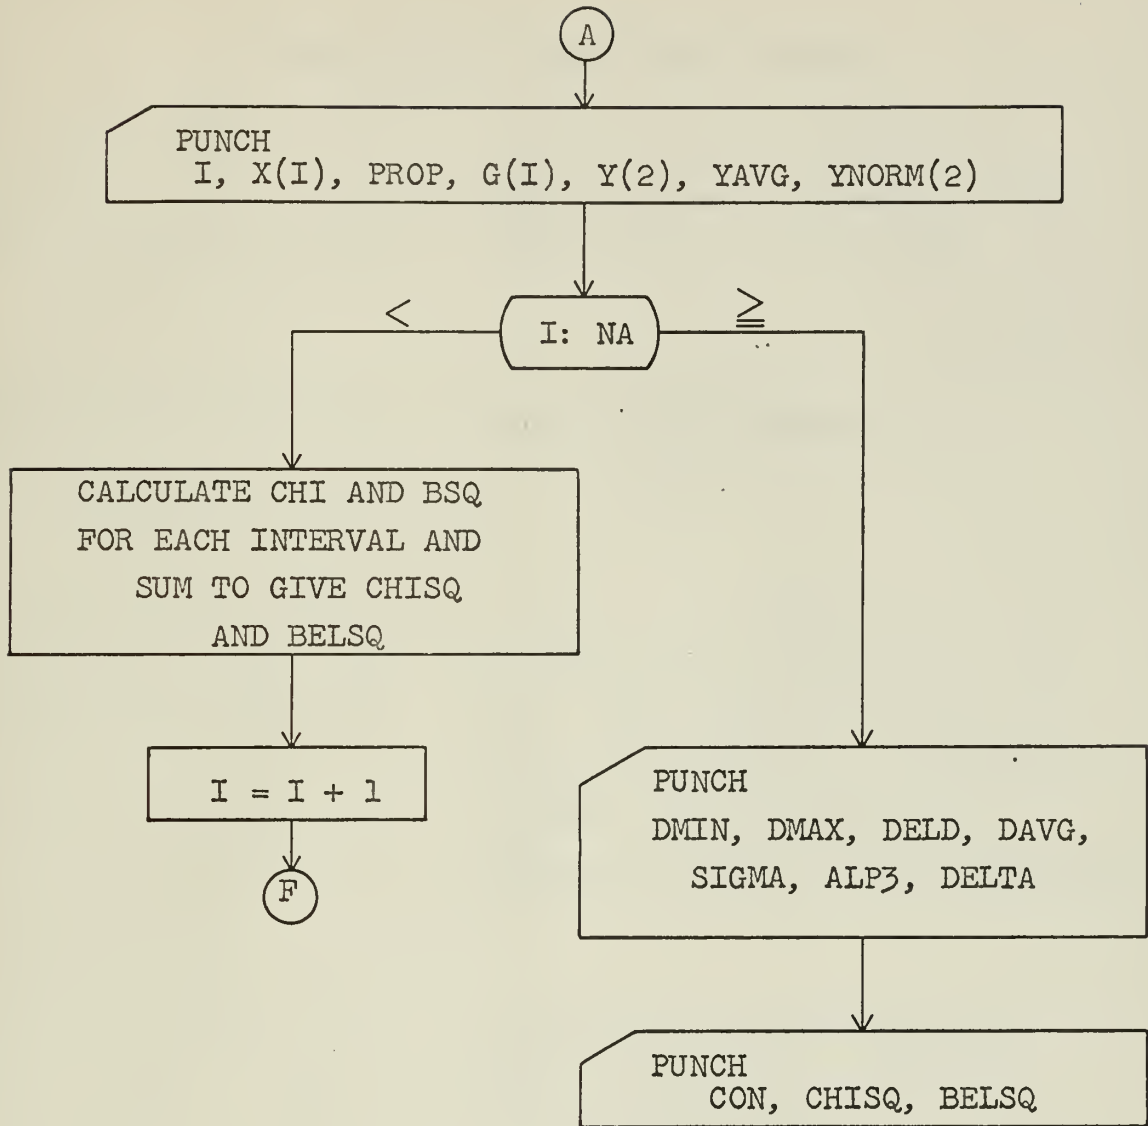 A
PUNCH
I, X(I), PROP, G(I), Y(2), YAVG, YNORM(2)
< I: NA ≧
CALCULATE CHI AND BSQ
FOR EACH INTERVAL AND
SUM TO GIVE CHISQ
AND BELSQ
I = I + 1
F
PUNCH
DMIN, DMAX, DELD, DAVG,
SIGMA, ALP3, DELTA
PUNCH
CON, CHISQ, BELSQ